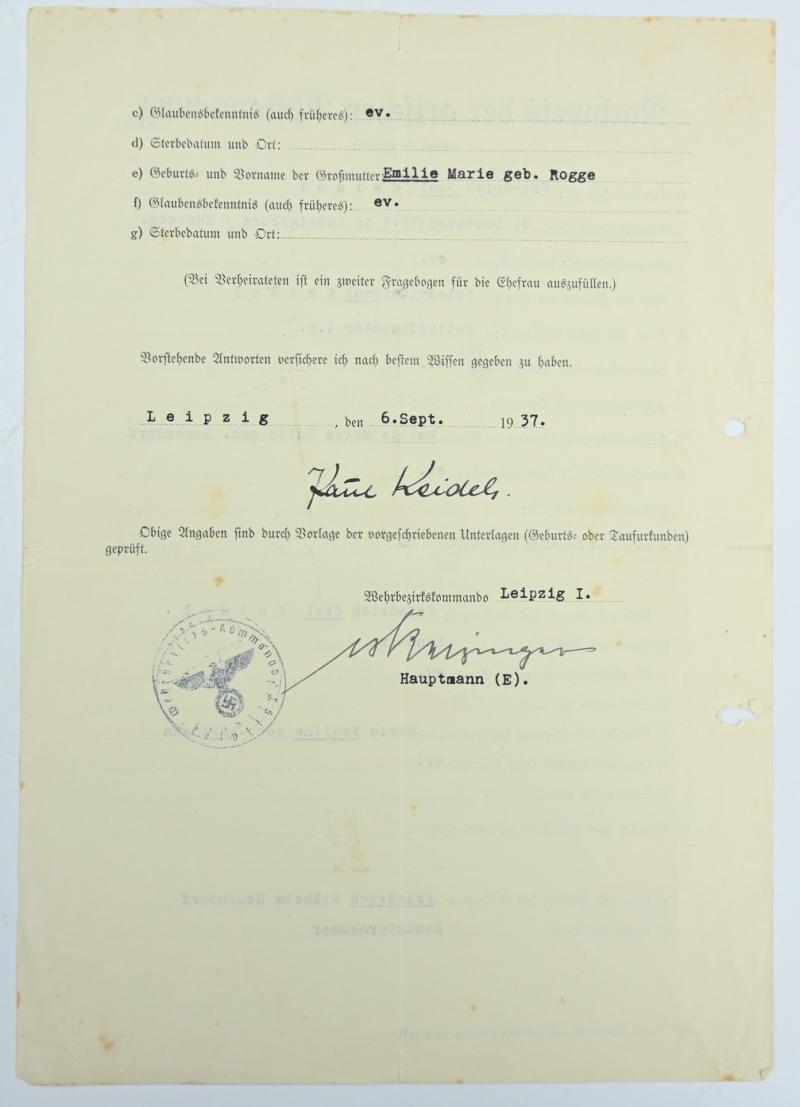 c) Glaubensbekenntnis (auch früheres): ev.
d) Sterbedatum und Ort:
e) Geburts- und Vorname der Großmutter Emilie Marie geb. Rogge
f) Glaubensbekenntnis (auch früheres): ev.
g) Sterbedatum und Ort:
(Bei Verheirateten ist ein zweiter Fragebogen für die Ehefrau auszufüllen.)
Vorstehende Antworten versichere ich nach bestem Wissen gegeben zu haben.
Leipzig, den 6.Sept. 1937.
Keidel.
Obige Angaben sind durch Vorlage der vorgeschriebenen Unterlagen (Geburts- oder Taufurkunden)
geprüft.
Wehrbezirkskommando Leipzig I.
Hauptmann (E).